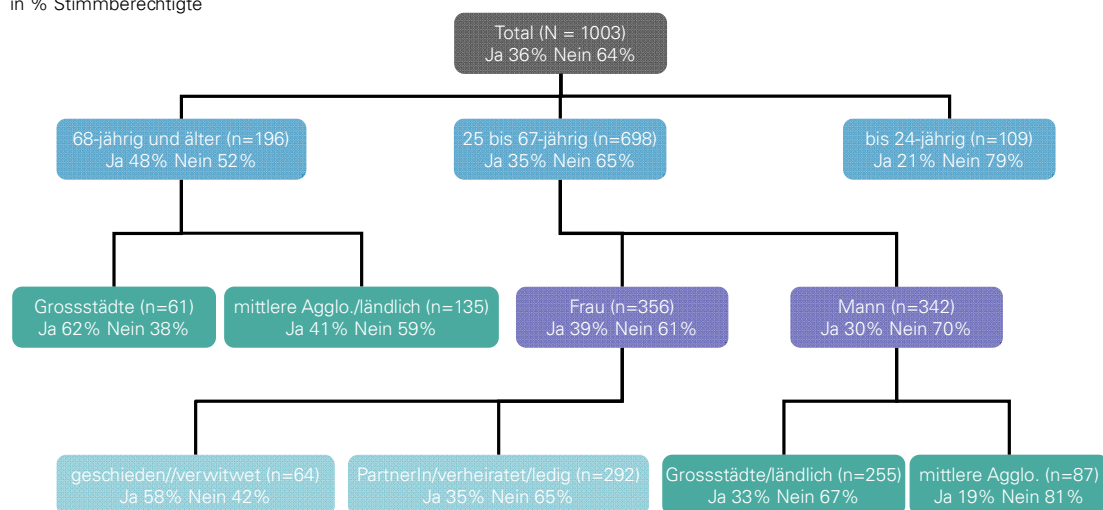 in % Stimmberechtigte
Total (N = 1003)
Ja 36% Nein 64%
68-jährig und älter (n=196)
Ja 48% Nein 52%
25 bis 67-jährig (n=698)
Ja 35% Nein 65%
bis 24-jährig (n=109)
Ja 21% Nein 79%
Grossstädte (n=61)
Ja 62% Nein 38%
mittlere Agglo./ländlich (n=135)
Ja 41% Nein 59%
Frau (n=356)
Ja 39% Nein 61%
Mann (n=342)
Ja 30% Nein 70%
geschieden//verwitwet (n=64)
Ja 58% Nein 42%
PartnerIn/verheiratet/ledig (n=292)
Ja 35% Nein 65%
Grossstädte/ländlich (n=255)
Ja 33% Nein 67%
mittlere Agglo. (n=87)
Ja 19% Nein 81%